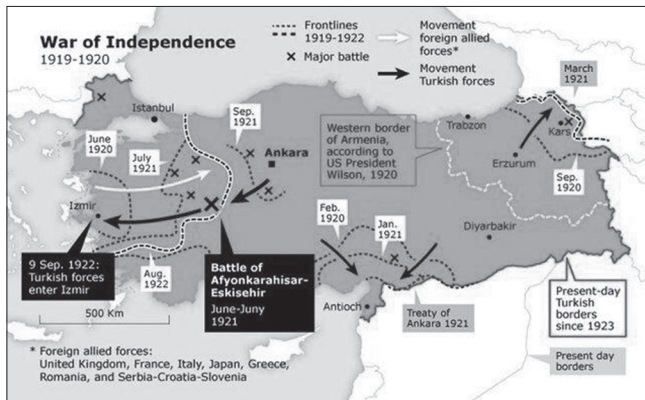 War of Independence
1919-1920
Frontlines
1919-1922
Major battle
Movement
foreign allied
forces*
Movement
Turkish forces
March
1921
Istanbul
Sep.
1921
June
1920
July
1921
Ankara
Western border
of Armenia,
according to
US President
Wilson, 1920
Trabzon
Kars
Erzurum
Sep.
1920
Izmir
Feb.
1920
Jan.
1921
Diyarbakir
9 Sep. 1922:
Turkish forces
enter Izmir
Aug.
1922
Battle of
Afyonkarahisar-
Eskisehir
June-Juny
1921
500 Km
Antioch
Treaty of
Ankara 1921
Present-day
Turkish
borders
since 1923
Present day
borders
* Foreign allied forces:
United Kingdom, France, Italy, Japan, Greece,
Romania, and Serbia-Croatia-Slovenia